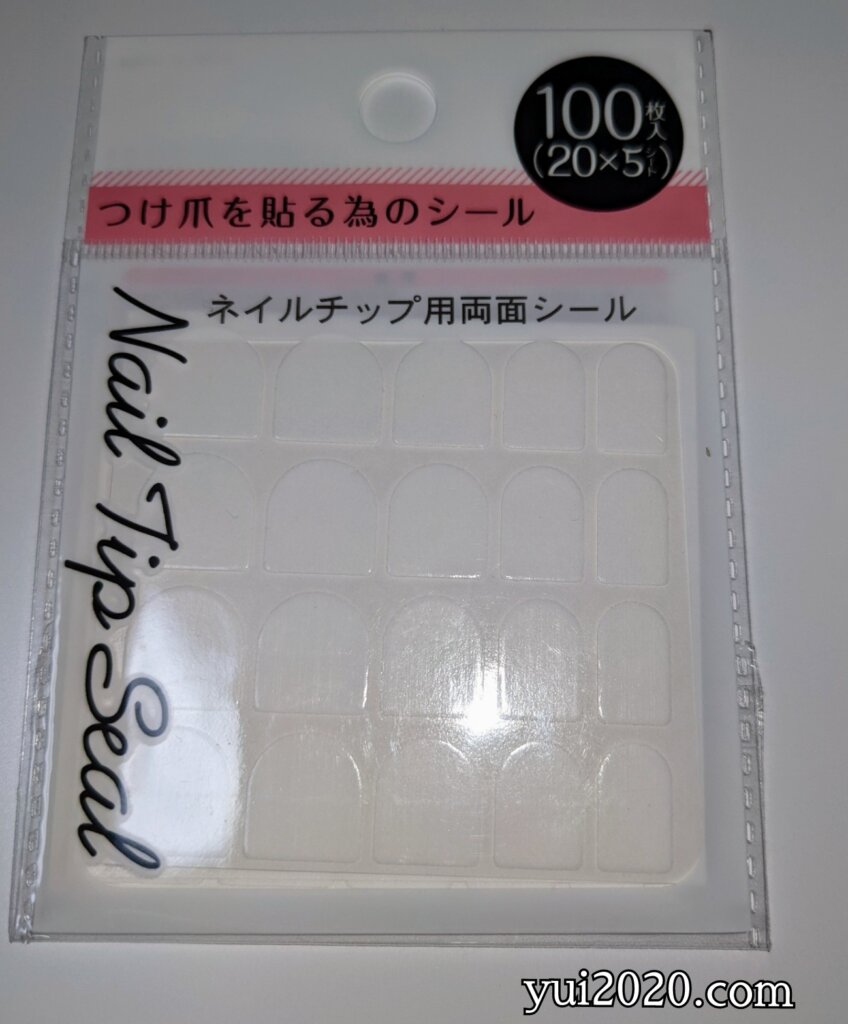 100枚入
(20×5シート)
つけ爪を貼る為のシール
ネイルチップ用両面シール
Nail Tip Seal
yui2020.com